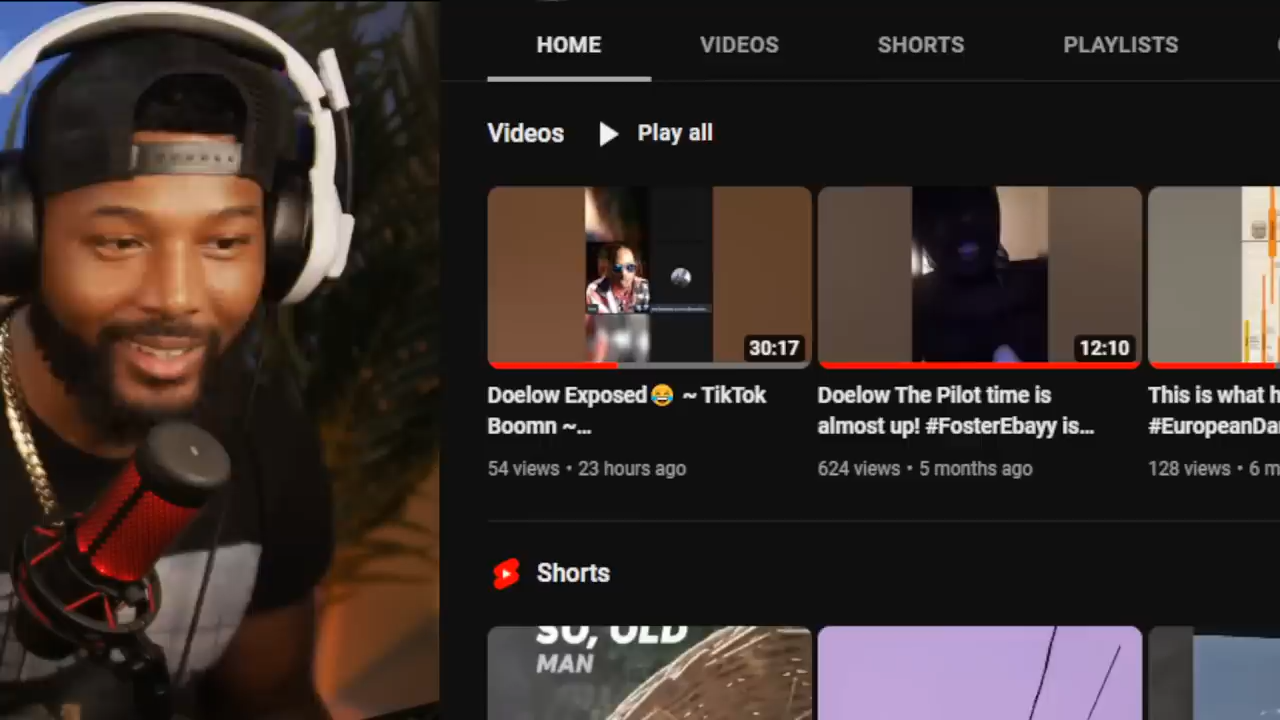 HOME VIDEOS SHORTS PLAYLISTS
Videos Play all
30:17
12:10
Doelow Exposed😂 ~ TikTok
Boomn ~...
54 views • 23 hours ago
Doelow The Pilot time is
almost up! #FosterEbayy is...
624 views • 5 months ago
This is what h
#EuropeanDa
128 views • 6 m
Shorts
SO, OLD
MAN